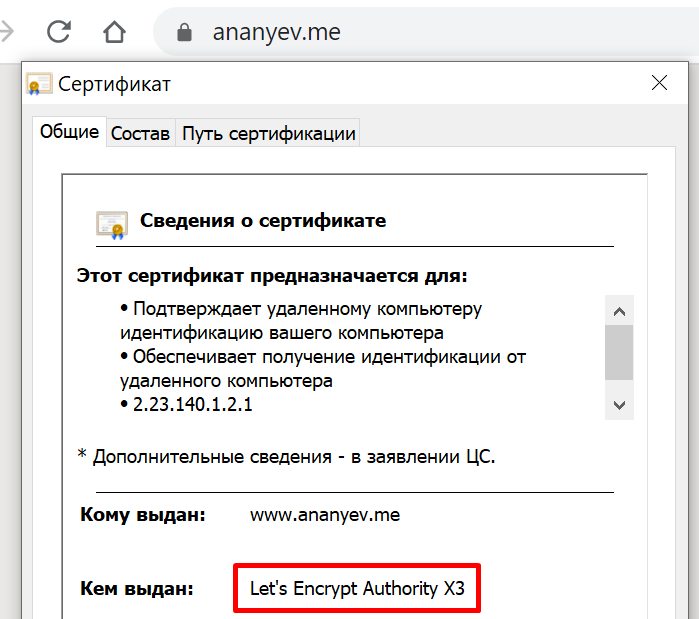 ananyev.me
Сертификат
Общие Состав Путь сертификации
Сведения о сертификате
Этот сертификат предназначается для:
• Подтверждает удаленному компьютеру
идентификацию вашего компьютера
• Обеспечивает получение идентификации от
удаленного компьютера
• 2.23.140.1.2.1
* Дополнительные сведения - в заявлении ЦС.
Кому выдан: www.ananyev.me
Кем выдан: Let's Encrypt Authority X3